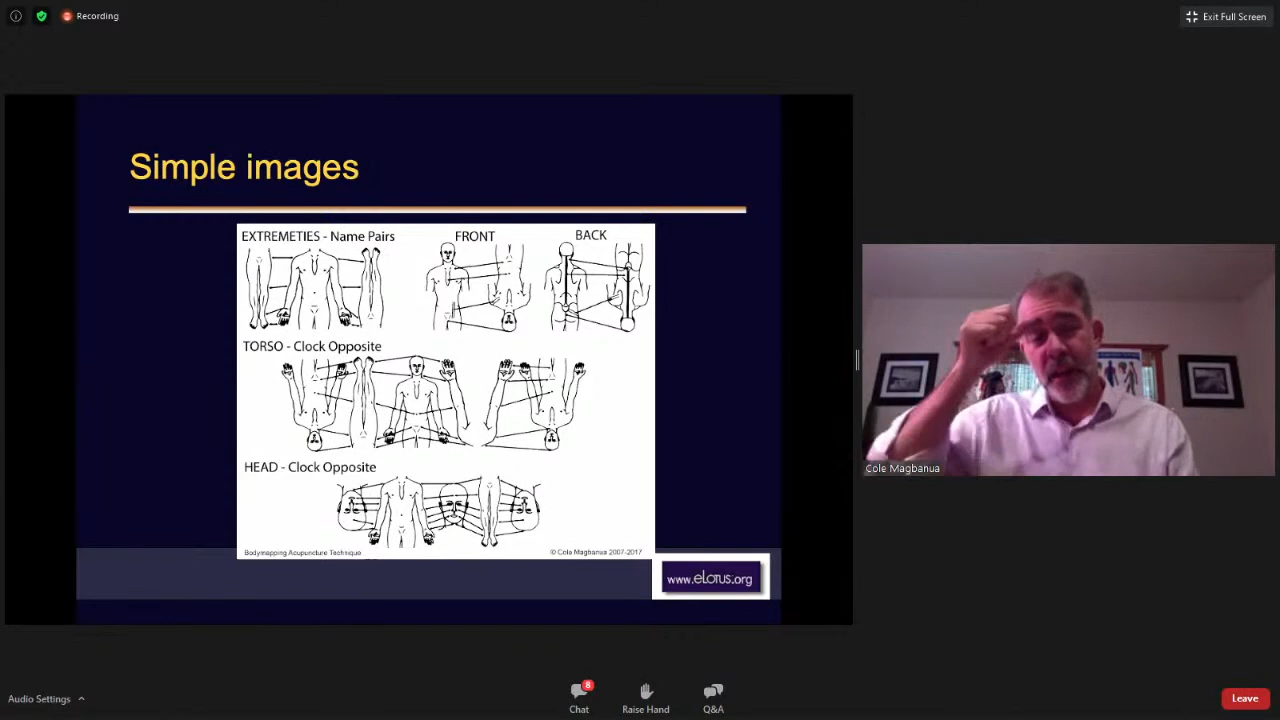 Recording
Exit Full Screen
Simple images
EXTREMETIES - Name Pairs
FRONT
BACK
TORSO - Clock Opposite
HEAD - Clock Opposite
Bodymapping Acupuncture Technique
© Cole Magbanua 2007-2017
www.eLotus.org
Cole Magbanua
Audio Settings
8
Chat
Raise Hand
Q&A
Leave